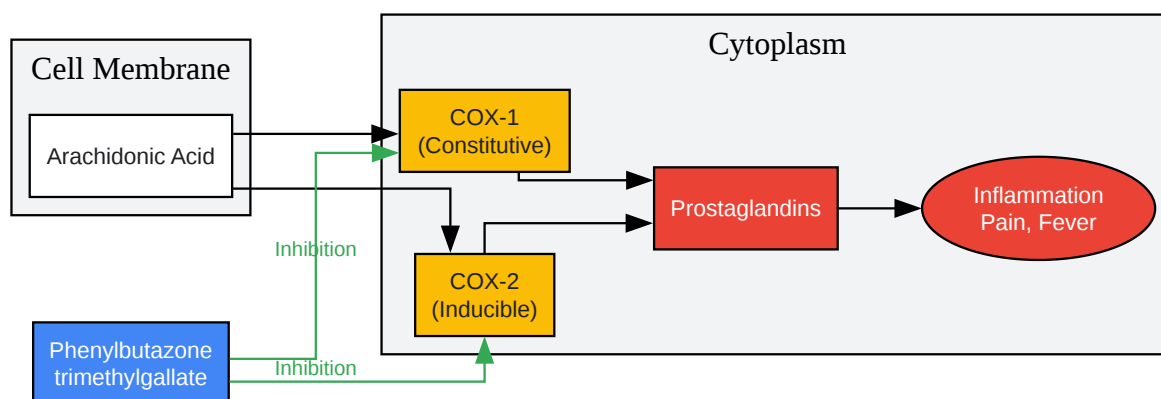 Cell Membrane
Arachidonic Acid
Cytoplasm
COX-1
(Constitutive)
COX-2
(Inducible)
Prostaglandins
Inflammation
Pain, Fever
Inhibition
Inhibition
Phenylbutazone
trimethylgallate